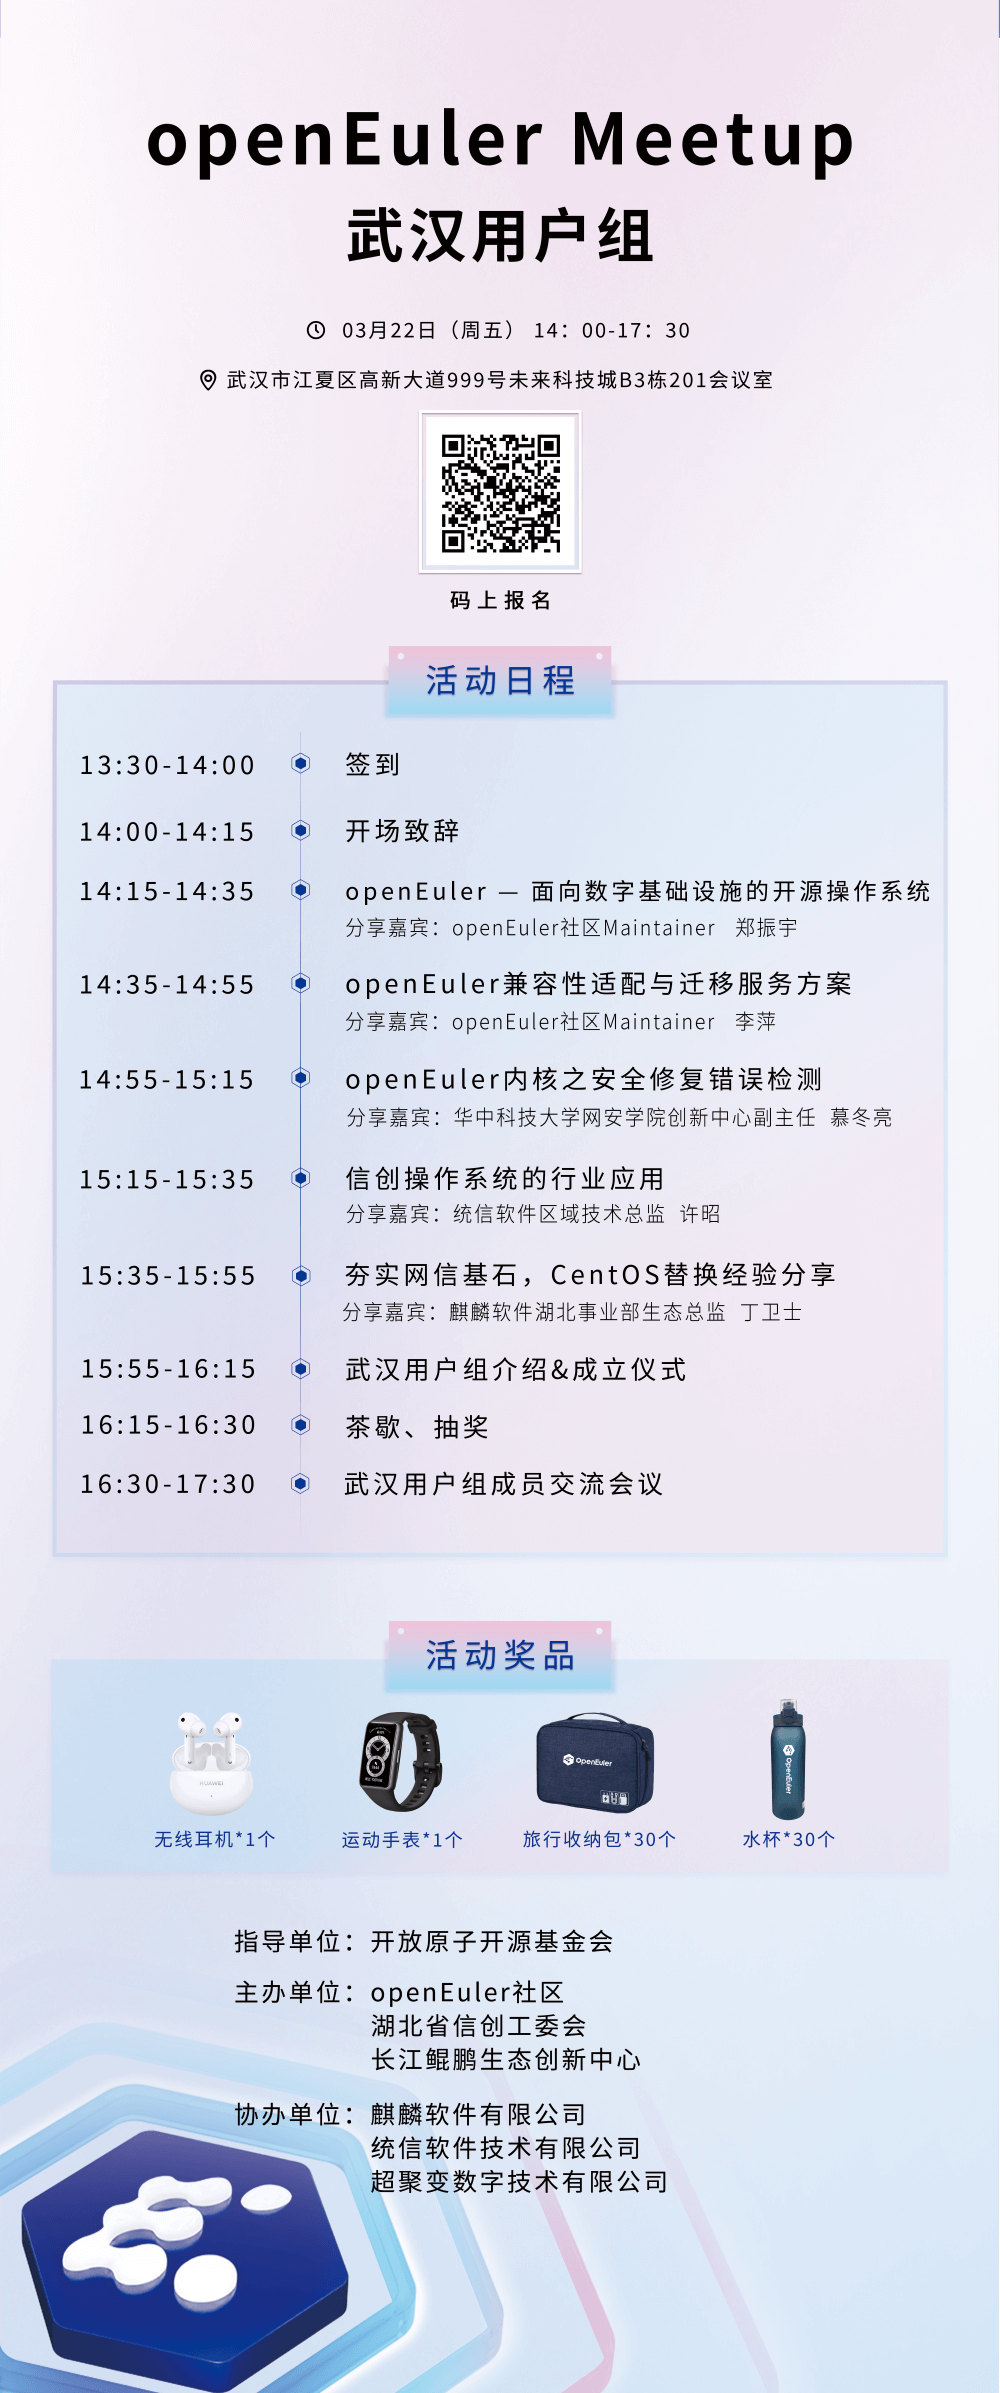 openEuler Meetup
武汉用户组
03月22日（周五） 14：00-17：30
武汉市江夏区高新大道999号未来科技城B3栋201会议室
码上报名
活动日程
13:30-14:00 签到
14:00-14:15 开场致辞
14:15-14:35 openEuler — 面向数字基础设施的开源操作系统
分享嘉宾：openEuler社区Maintainer 郑振宇
14:35-14:55 openEuler兼容性适配与迁移服务方案
分享嘉宾：openEuler社区Maintainer 李萍
14:55-15:15 openEuler内核之安全修复错误检测
分享嘉宾：华中科技大学网安学院创新中心副主任 慕冬亮
15:15-15:35 信创操作系统的行业应用
分享嘉宾：统信软件区域技术总监 许昭
15:35-15:55 夯实网信基石，CentOS替换经验分享
分享嘉宾：麒麟软件湖北事业部生态总监 丁卫士
15:55-16:15 武汉用户组介绍&成立仪式
16:15-16:30 茶歇、抽奖
16:30-17:30 武汉用户组成员交流会议
活动奖品
HUAWEI
OpenEuler
OpenEuler
无线耳机*1个 运动手表*1个 旅行收纳包*30个 水杯*30个
指导单位：开放原子开源基金会
主办单位：openEuler社区
湖北省信创工委会
长江鲲鹏生态创新中心
协办单位：麒麟软件有限公司
统信软件技术有限公司
超聚变数字技术有限公司